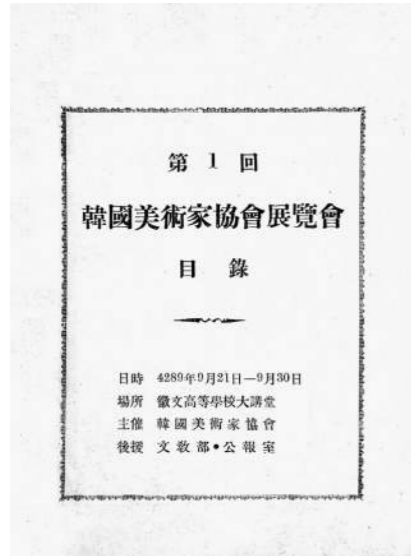 第 1 回
韓國美術家協會展覽會
目 錄
日時 4289年9月21日—9月30日
場所 徽文高等學校大講堂
主催 韓國美術家協會
後援 文敎部•公報室